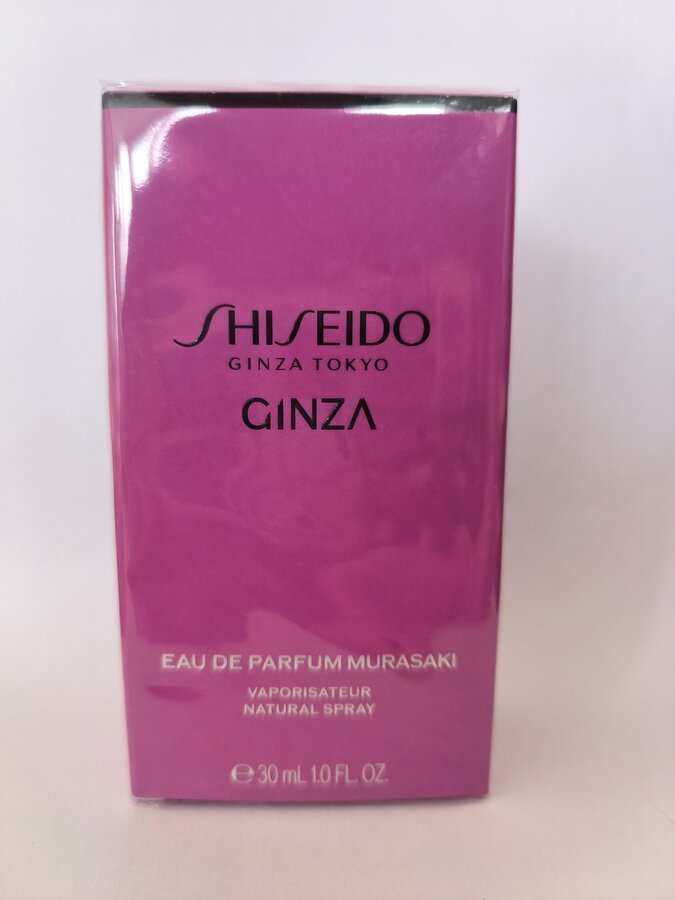 SHISEIDO
GINZA TOKYO
GINZA
EAU DE PARFUM MURASAKI
VAPORISATEUR
NATURAL SPRAY
℮ 30 mL 1.0 FL. OZ.